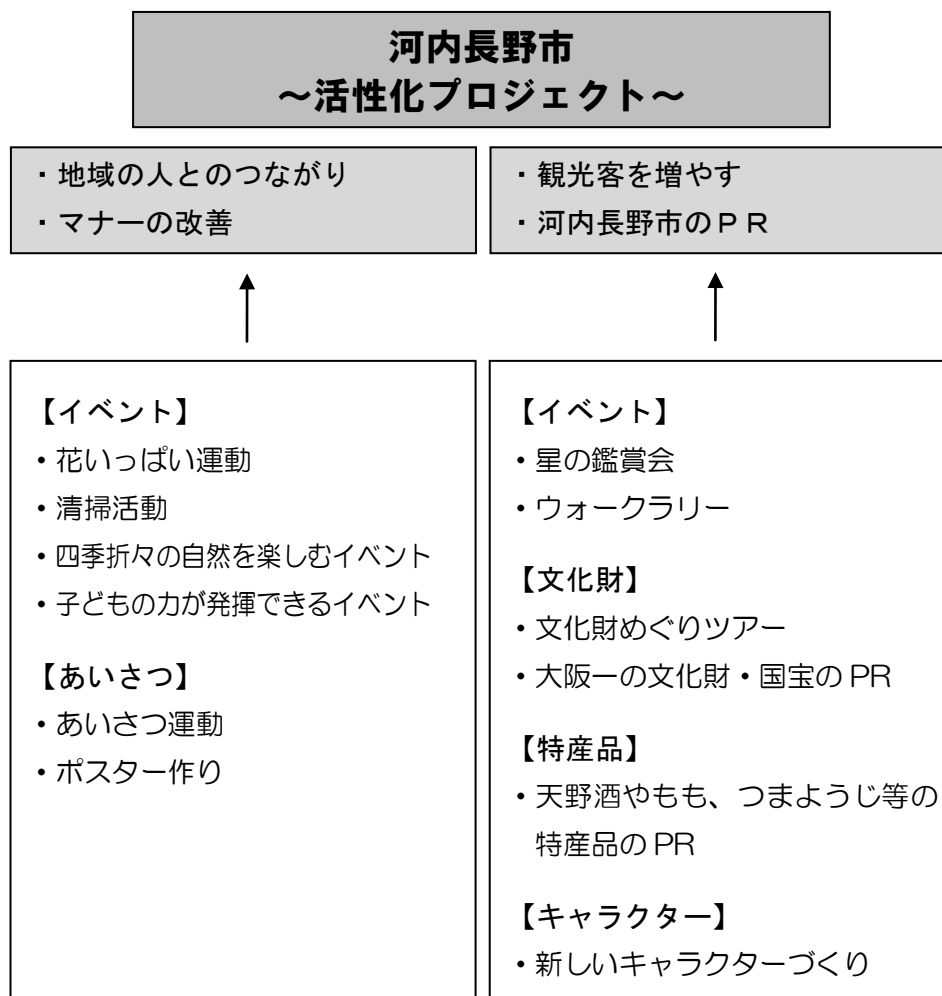 河内長野市
～活性化プロジェクト～
・地域の人とのつながり
・マナーの改善
・観光客を増やす
・河内長野市のＰＲ
【イベント】
・花いっぱい運動
・清掃活動
・四季折々の自然を楽しむイベント
・子どもの力が発揮できるイベント
【あいさつ】
・あいさつ運動
・ポスター作り
【イベント】
・星の鑑賞会
・ウォークラリー
【文化財】
・文化財めぐりツアー
・大阪一の文化財・国宝の PR
【特産品】
・天野酒やもも、つまようじ等の
特産品の PR
【キャラクター】
・新しいキャラクターづくり